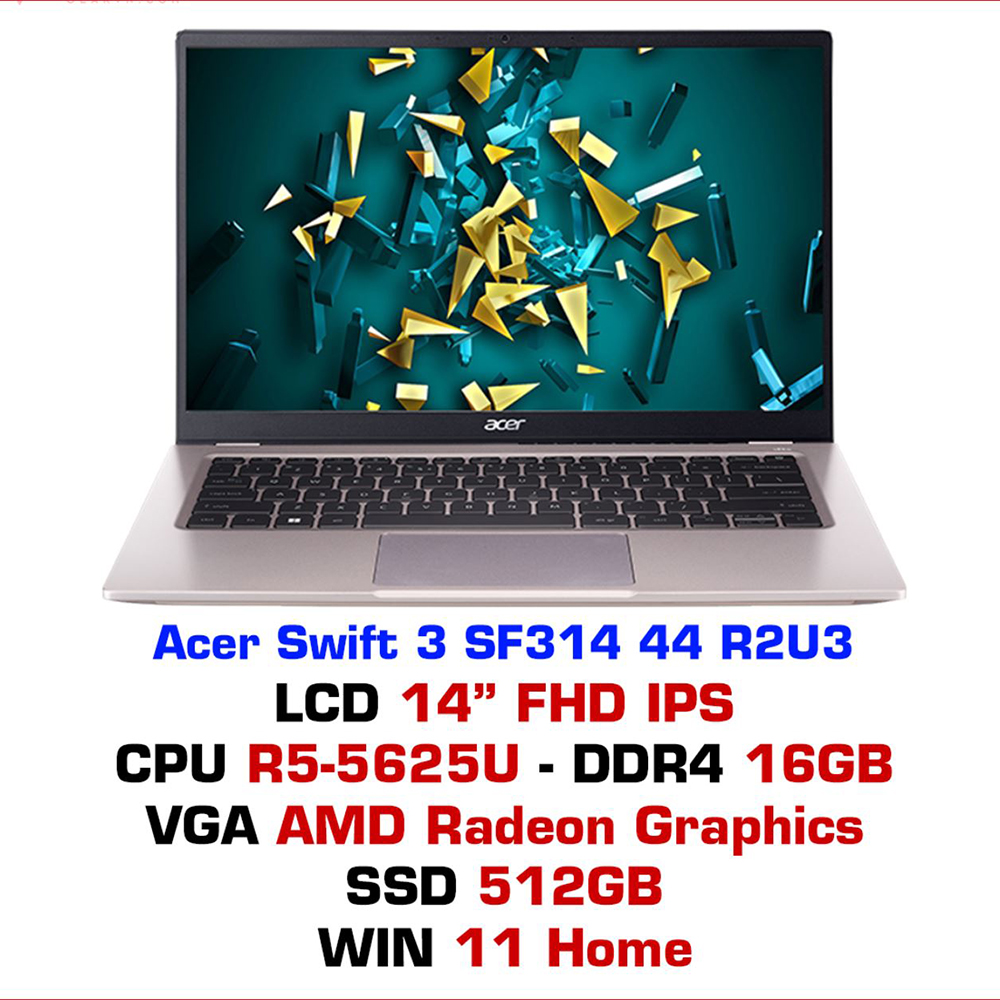 acer
Acer Swift 3 SF314 44 R2U3
LCD 14” FHD IPS
CPU R5-5625U - DDR4 16GB
VGA AMD Radeon Graphics
SSD 512GB
WIN 11 Home